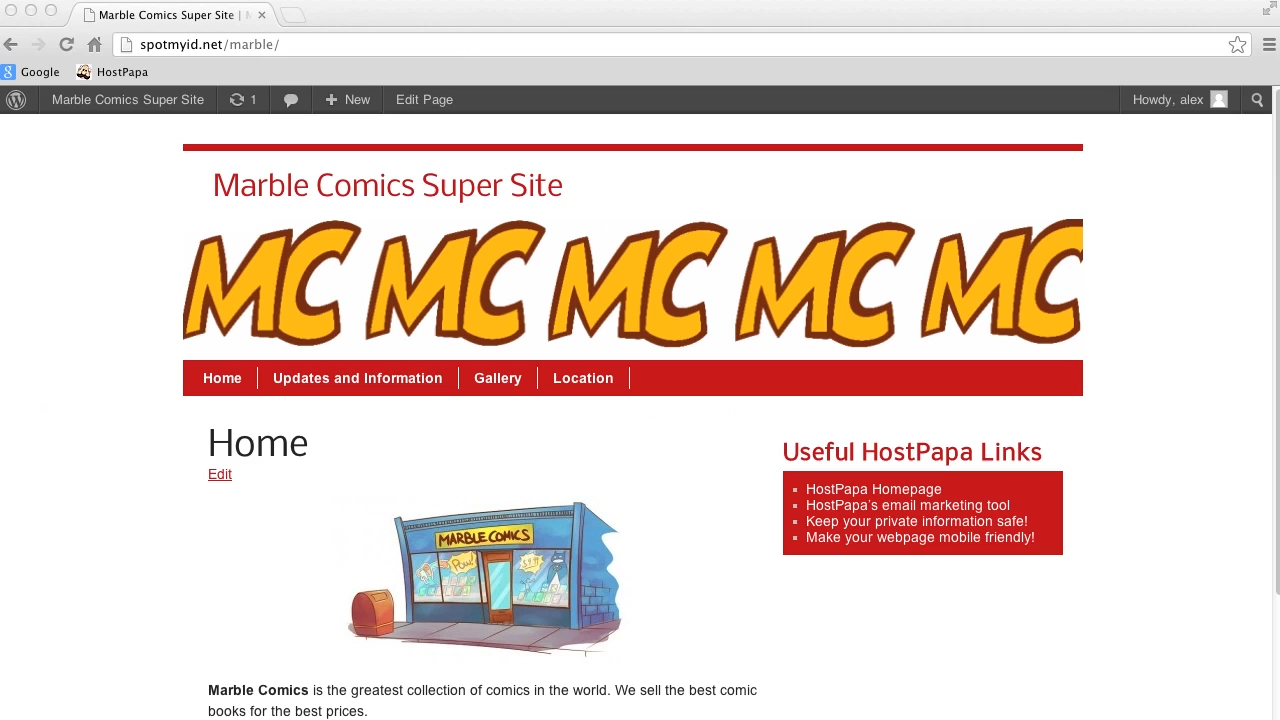 Marble Comics Super Site |
spotmyid.net/marble/
Google HostPapa
Marble Comics Super Site 1 New Edit Page Howdy, alex
Marble Comics Super Site
MC MC MC MC MC
Home Updates and Information Gallery Location
Home
Edit
MARBLE COMICS
POW!
Useful HostPapa Links
HostPapa Homepage
HostPapa's email marketing tool
Keep your private information safe!
Make your webpage mobile friendly!
Marble Comics is the greatest collection of comics in the world. We sell the best comic
books for the best prices.